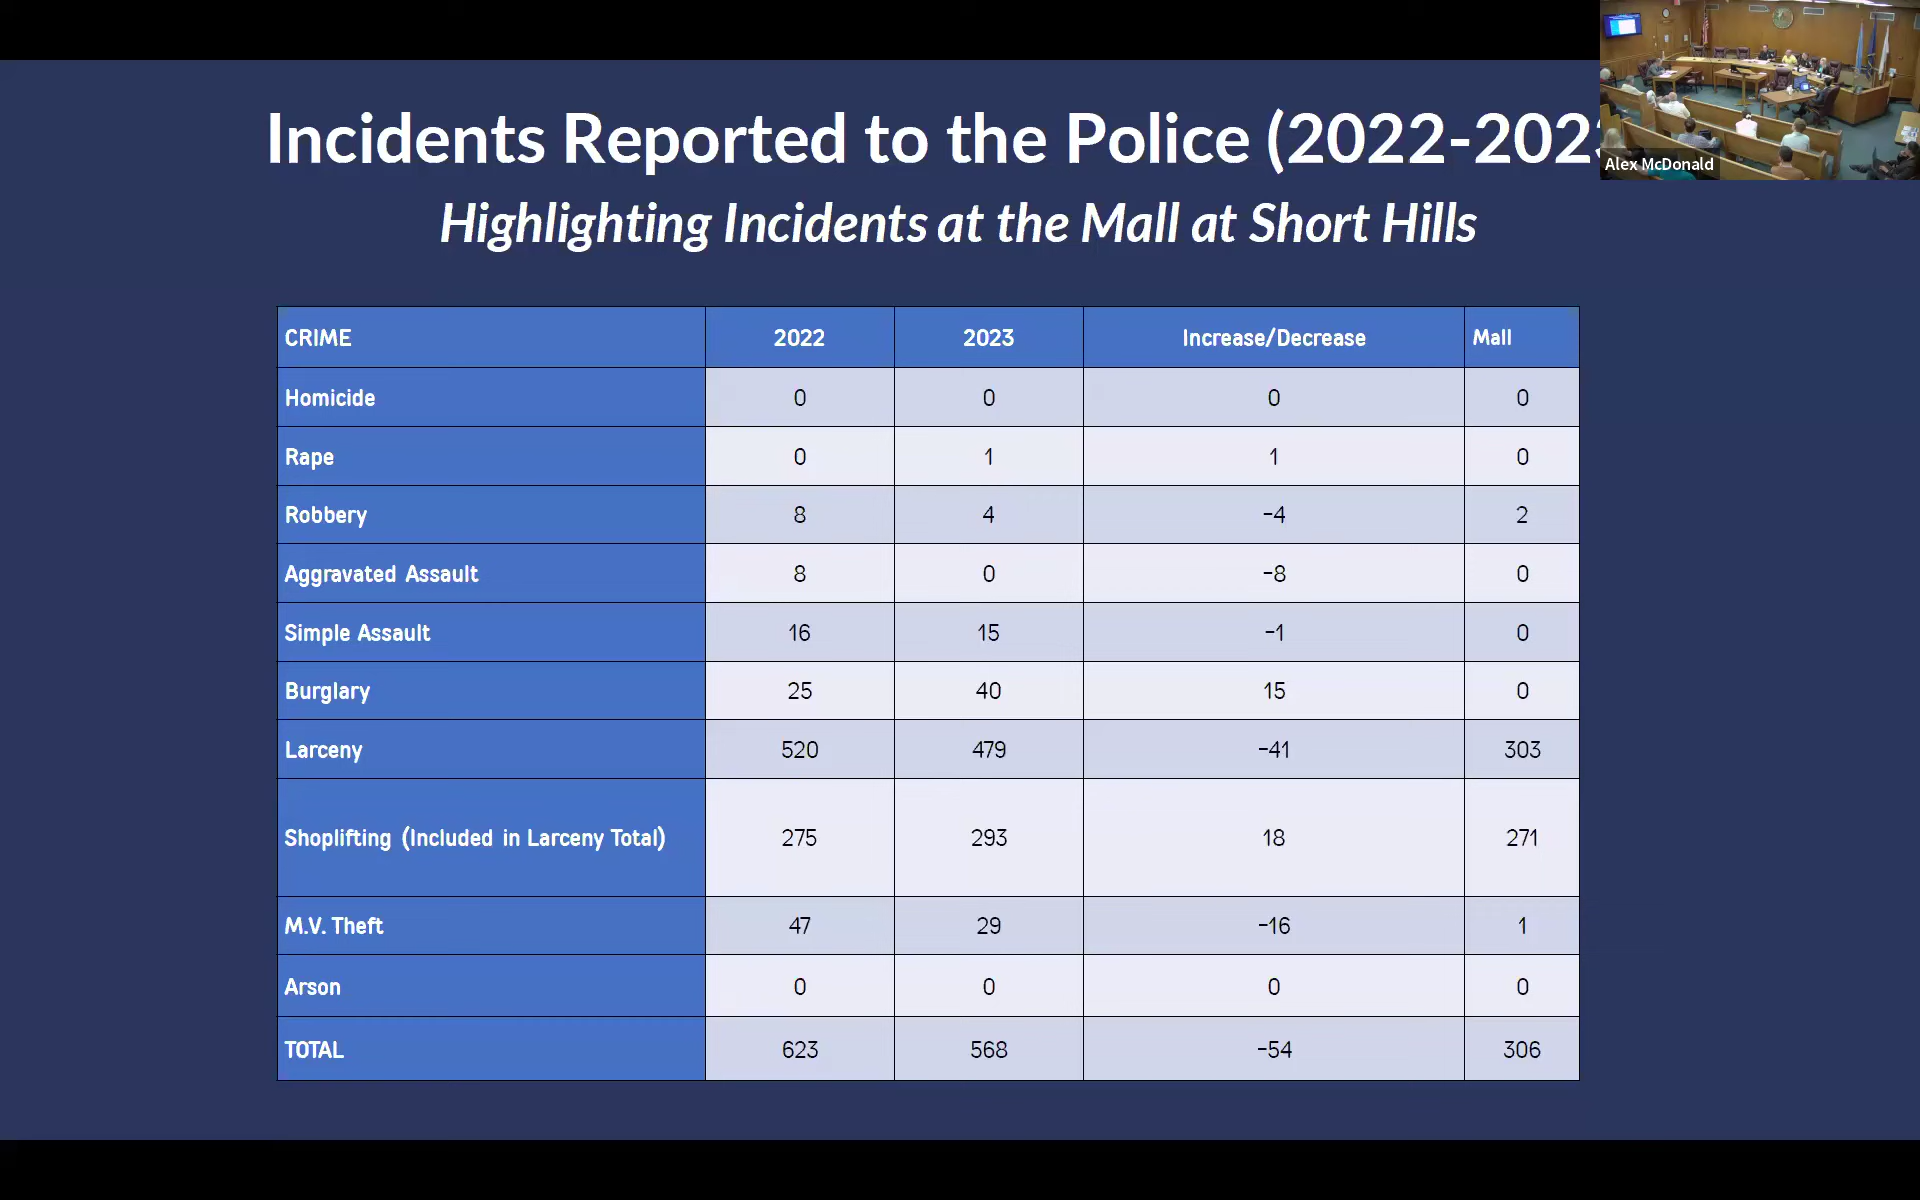 Incidents Reported to the Police (2022-202
Highlighting Incidents at the Mall at Short Hills
Alex McDonald
CRIME 2022 2023 Increase/Decrease Mall
Homicide 0 0 0 0
Rape 0 1 1 0
Robbery 8 4 -4 2
Aggravated Assault 8 0 -8 0
Simple Assault 16 15 -1 0
Burglary 25 40 15 0
Larceny 520 479 -41 303
Shoplifting (Included in Larceny Total) 275 293 18 271
M.V. Theft 47 29 -16 1
Arson 0 0 0 0
TOTAL 623 568 -54 306